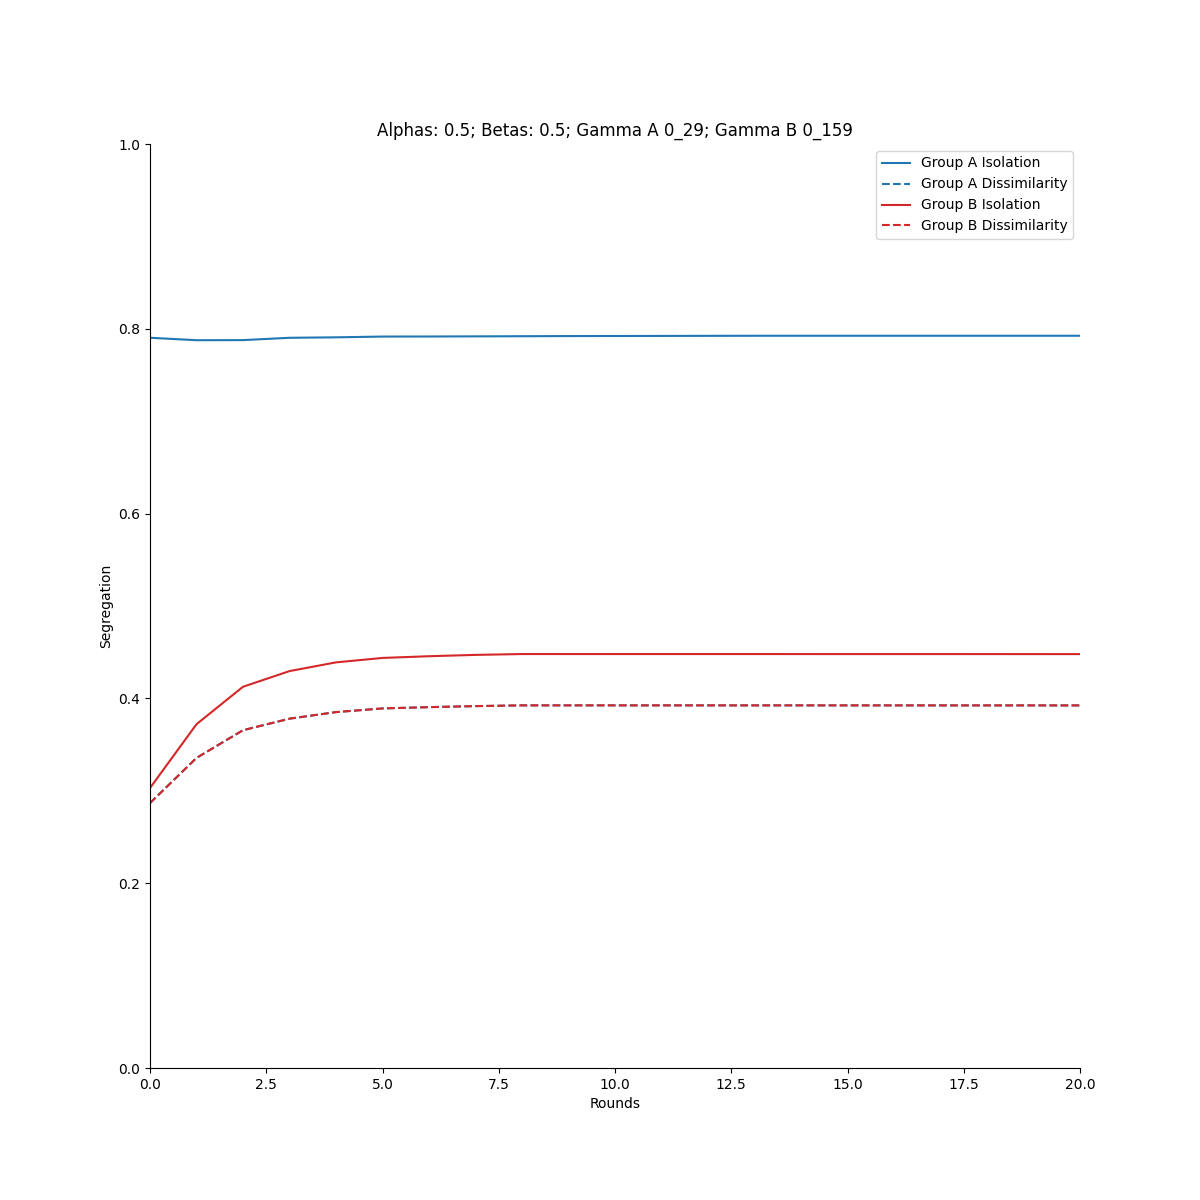 Alphas: 0.5; Betas: 0.5; Gamma A 0_29; Gamma B 0_159
Group A Isolation
Group A Dissimilarity
Group B Isolation
Group B Dissimilarity
1.0
0.8
0.6
0.4
0.2
0.0
Segregation
0.0 2.5 5.0 7.5 10.0 12.5 15.0 17.5 20.0
Rounds